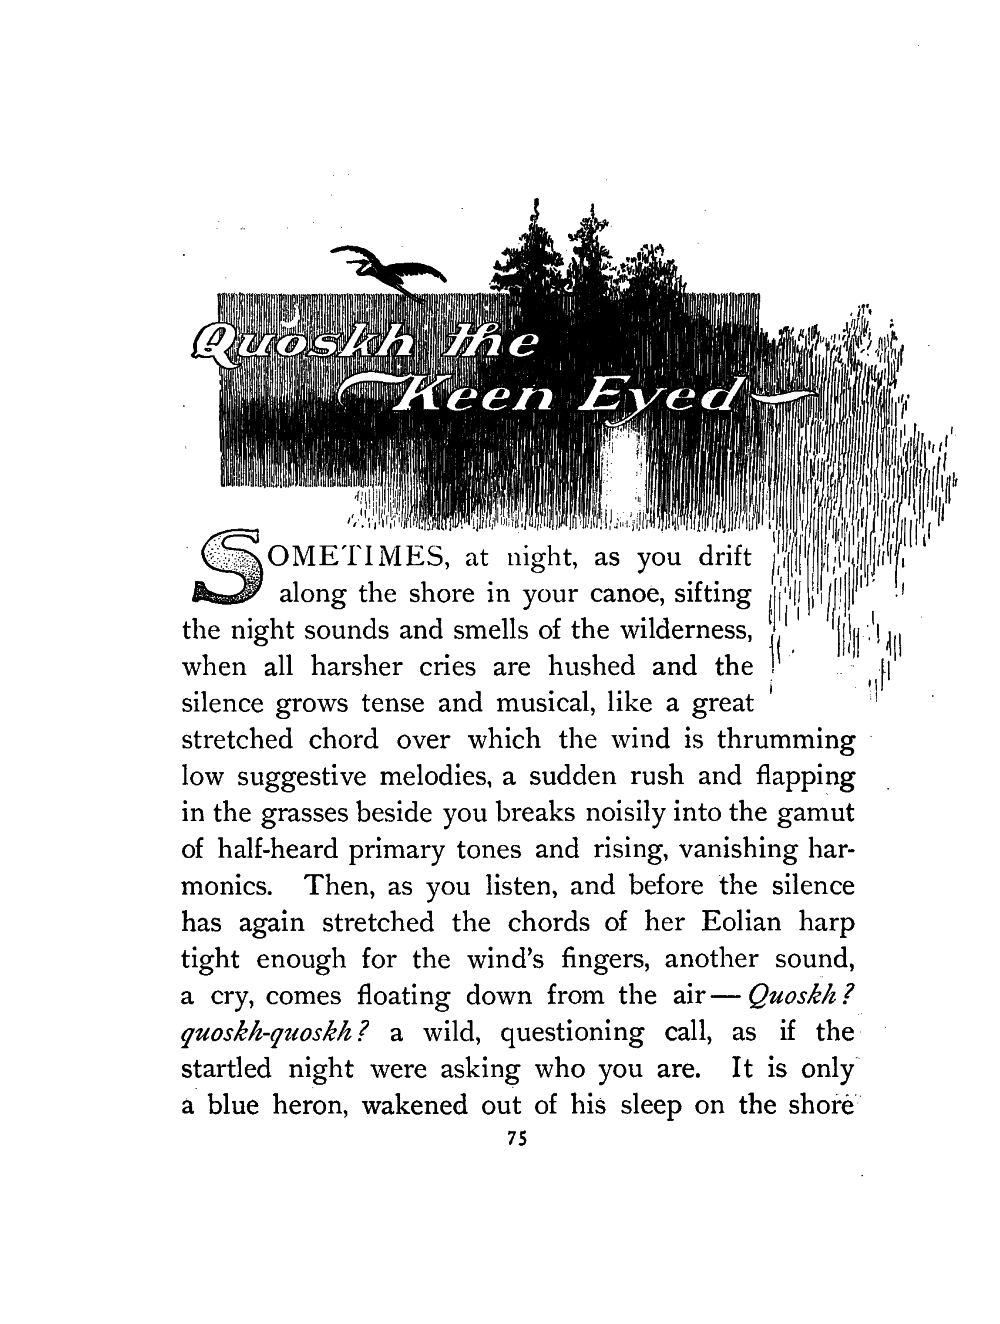 Quoskh the
Keen Eyed
SOMETIMES, at night, as you drift
along the shore in your canoe, sifting
the night sounds and smells of the wilderness,
when all harsher cries are hushed and the
silence grows tense and musical, like a great
stretched chord over which the wind is thrumming
low suggestive melodies, a sudden rush and flapping
in the grasses beside you breaks noisily into the gamut
of half-heard primary tones and rising, vanishing har-
monics. Then, as you listen, and before the silence
has again stretched the chords of her Eolian harp
tight enough for the wind's fingers, another sound,
a cry, comes floating down from the air — Quoskh?
quoskh-quoskh? a wild, questioning call, as if the
startled night were asking who you are. It is only
a blue heron, wakened out of his sleep on the shore
75